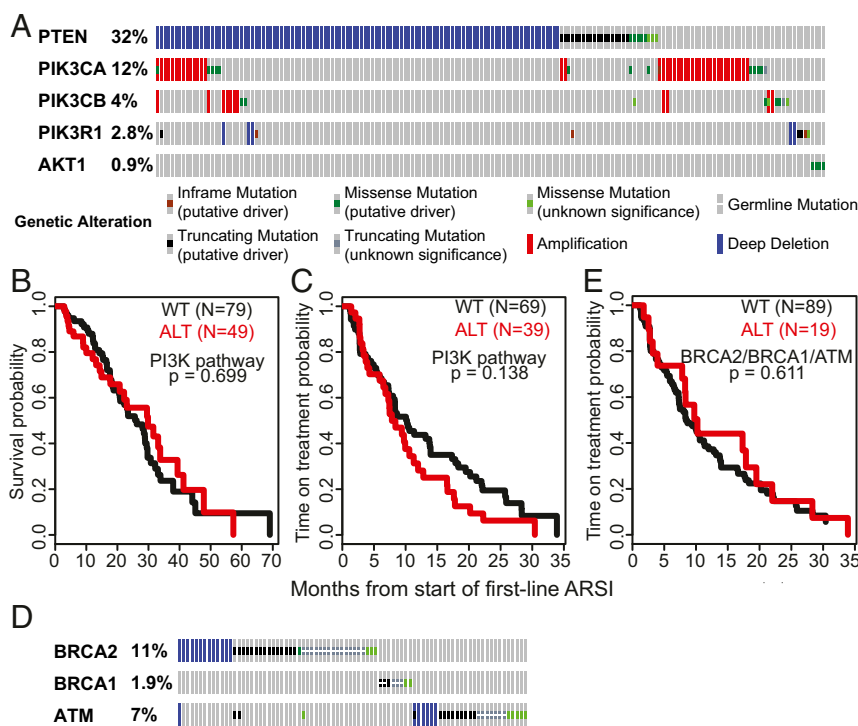 A
PTEN 32%
PIK3CA 12%
PIK3CB 4%
PIK3R1 2.8%
AKT1 0.9%
Genetic Alteration
Inframe Mutation (putative driver)
Missense Mutation (putative driver)
Missense Mutation (unknown significance)
Germline Mutation
Truncating Mutation (putative driver)
Truncating Mutation (unknown significance)
Amplification
Deep Deletion
B
WT (N=79)
ALT (N=49)
PI3K pathway
p = 0.699
Survival probability
1.0
0.8
0.6
0.4
0.2
0.0
0 10 20 30 40 50 60 70
C
WT (N=69)
ALT (N=39)
PI3K pathway
p = 0.138
Time on treatment probability
1.0
0.8
0.6
0.4
0.2
0.0
0 5 10 15 20 25 30 35
E
WT (N=89)
ALT (N=19)
BRCA2/BRCA1/ATM
p = 0.611
Time on treatment probability
1.0
0.8
0.6
0.4
0.2
0.0
0 5 10 15 20 25 30 35
Months from start of first-line ARSI
D
BRCA2 11%
BRCA1 1.9%
ATM 7%